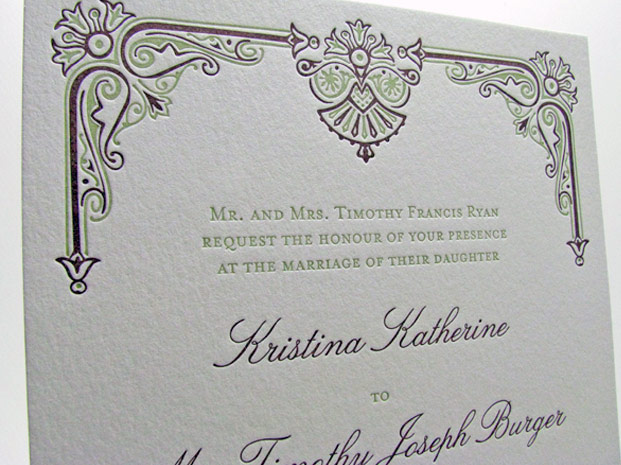 Mr. and Mrs. Timothy Francis Ryan
request the honour of your presence
at the marriage of their daughter
Kristina Katherine
to
Mr. Timothy Joseph Burger